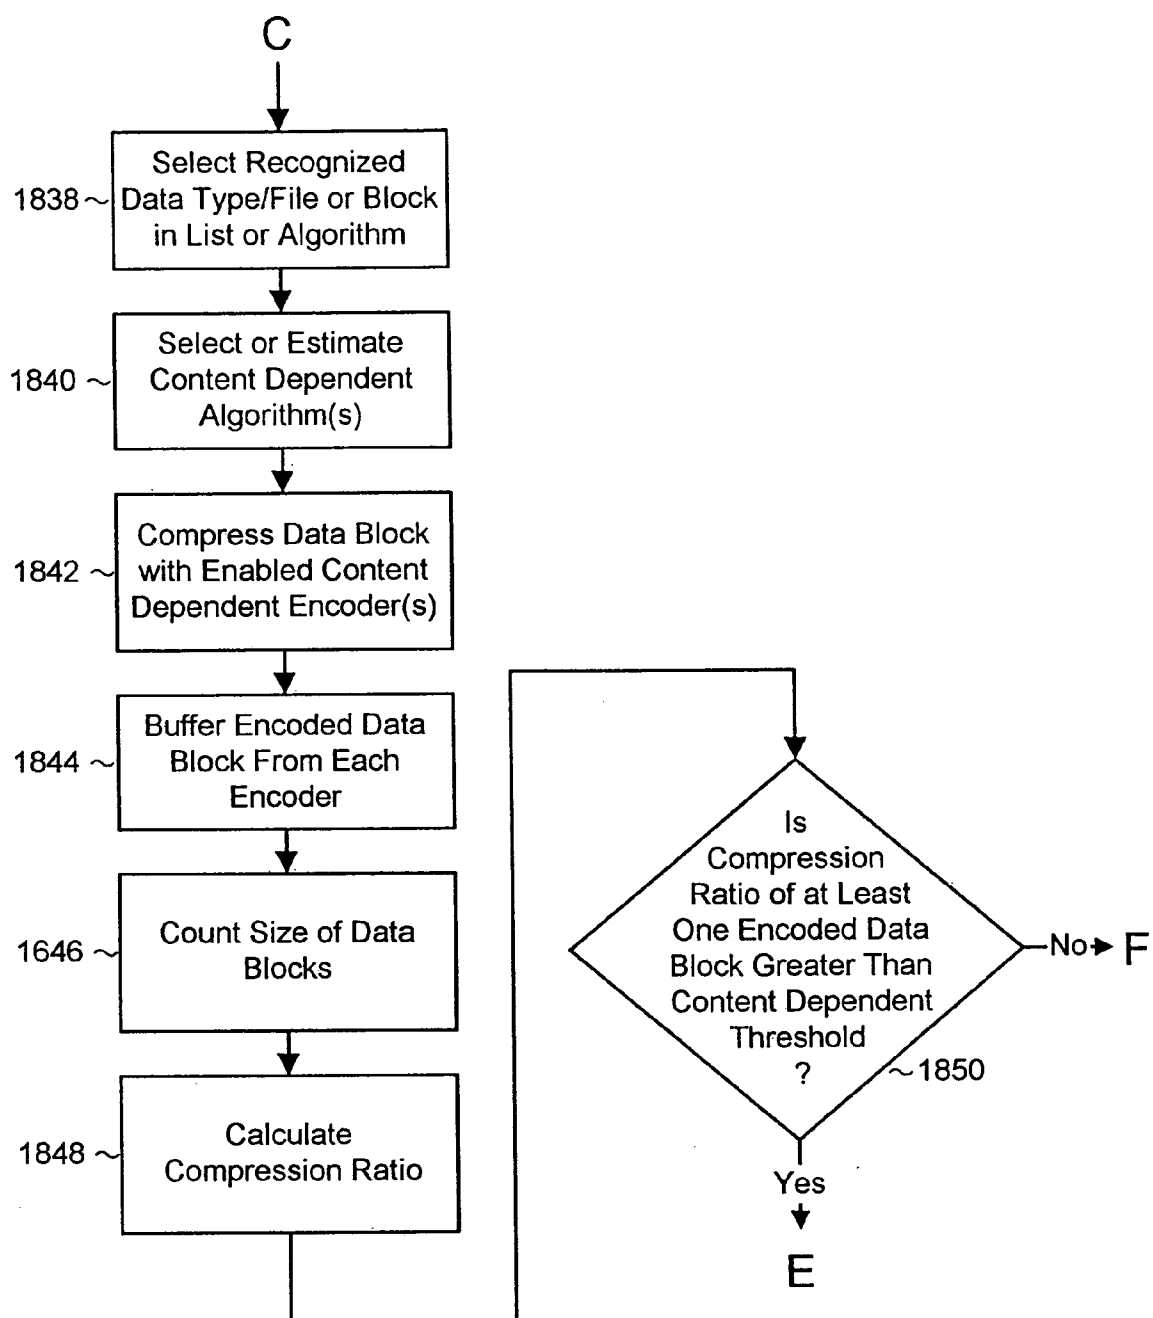 C
Select Recognized
1838 ~ Data Type/File or Block
in List or Algorithm
Select or Estimate
1840 ~ Content Dependent
Algorithm(s)
Compress Data Block
1842 ~ with Enabled Content
Dependent Encoder(s)
Buffer Encoded Data
1844 ~ Block From Each
Encoder
1646 ~ Count Size of Data
Blocks
Calculate
1848 ~ Compression Ratio
Is
Compression
Ratio of at Least
One Encoded Data
Block Greater Than
Content Dependent
Threshold
?
~1850
No
F
Yes
E